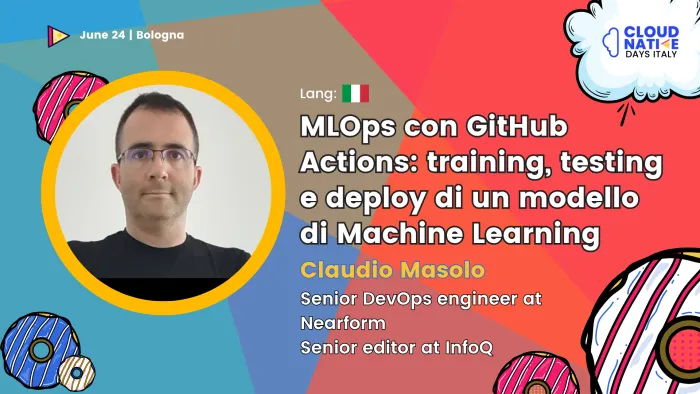 June 24 | Bologna
CLOUD
NATIVE
DAYS ITALY
Lang:
MLOps con GitHub
Actions: training, testing
e deploy di un modello
di Machine Learning
Claudio Masolo
Senior DevOps engineer at
Nearform
Senior editor at InfoQ